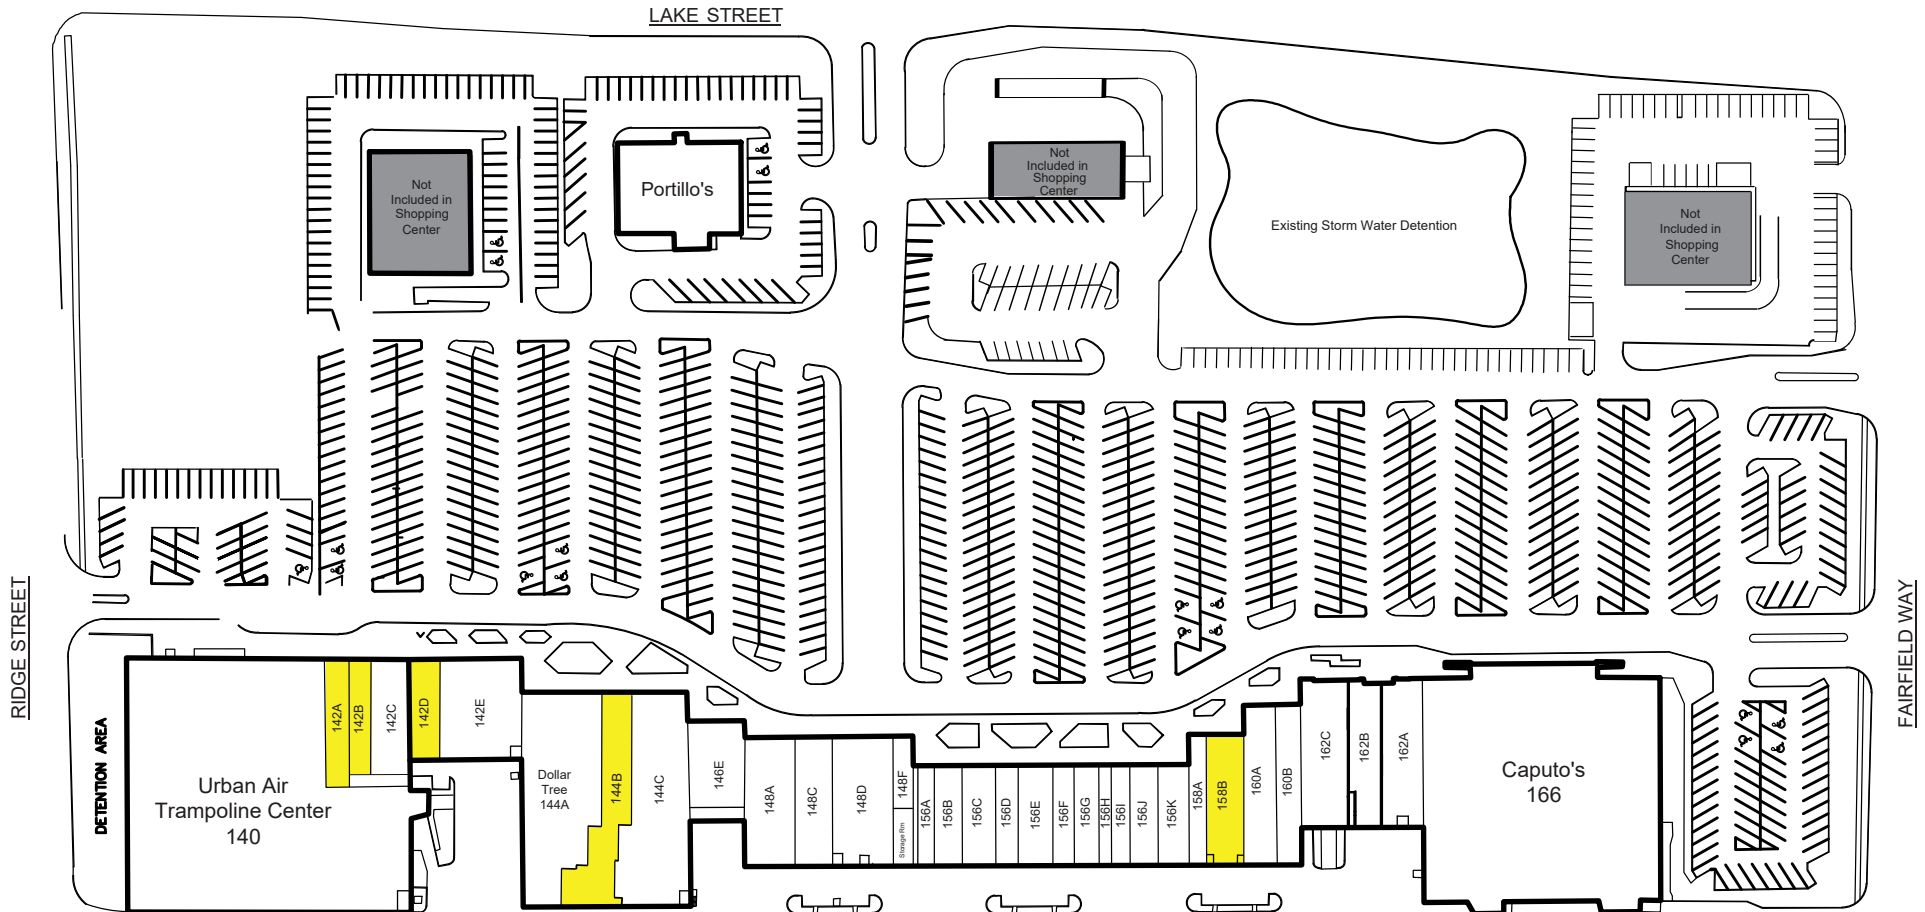 LAKE STREET
Not
Included in
Shopping
Center
Portillo's
Not
Included in
Shopping
Center
Existing Storm Water Detention
Not
Included in
Shopping
Center
RIDGE STREET
FAIRFIELD WAY
DETENTION AREA
Urban Air
Trampoline Center
140
142A
142B
142C
142D
142E
Dollar
Tree
144A
144B
144C
146E
148A
148C
148D
148F
Storage Rm
156A
156B
156C
156D
156E
156F
156G
156H
156I
156J
156K
158A
158B
160A
160B
162C
162B
162A
Caputo's
166